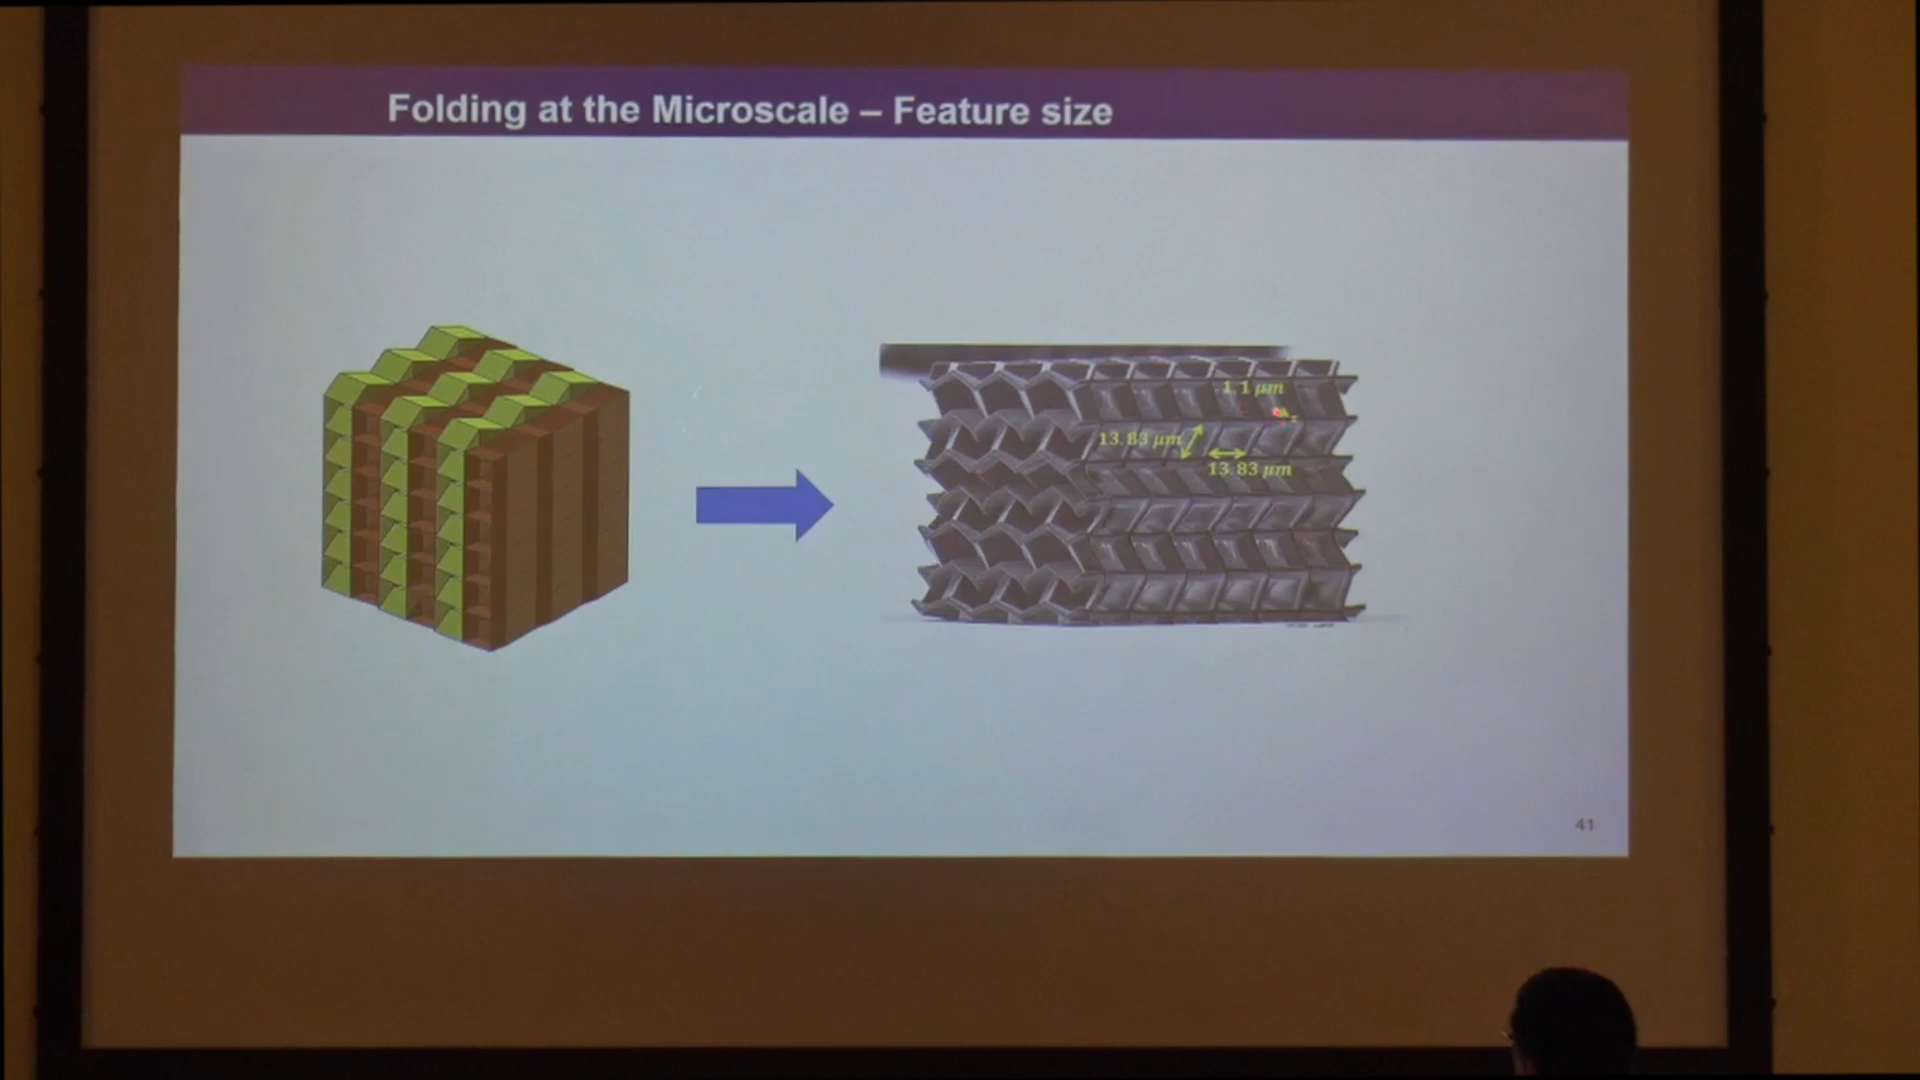 Folding at the Microscale – Feature size
1.1 μm
13.83 μm
13.83 μm
41